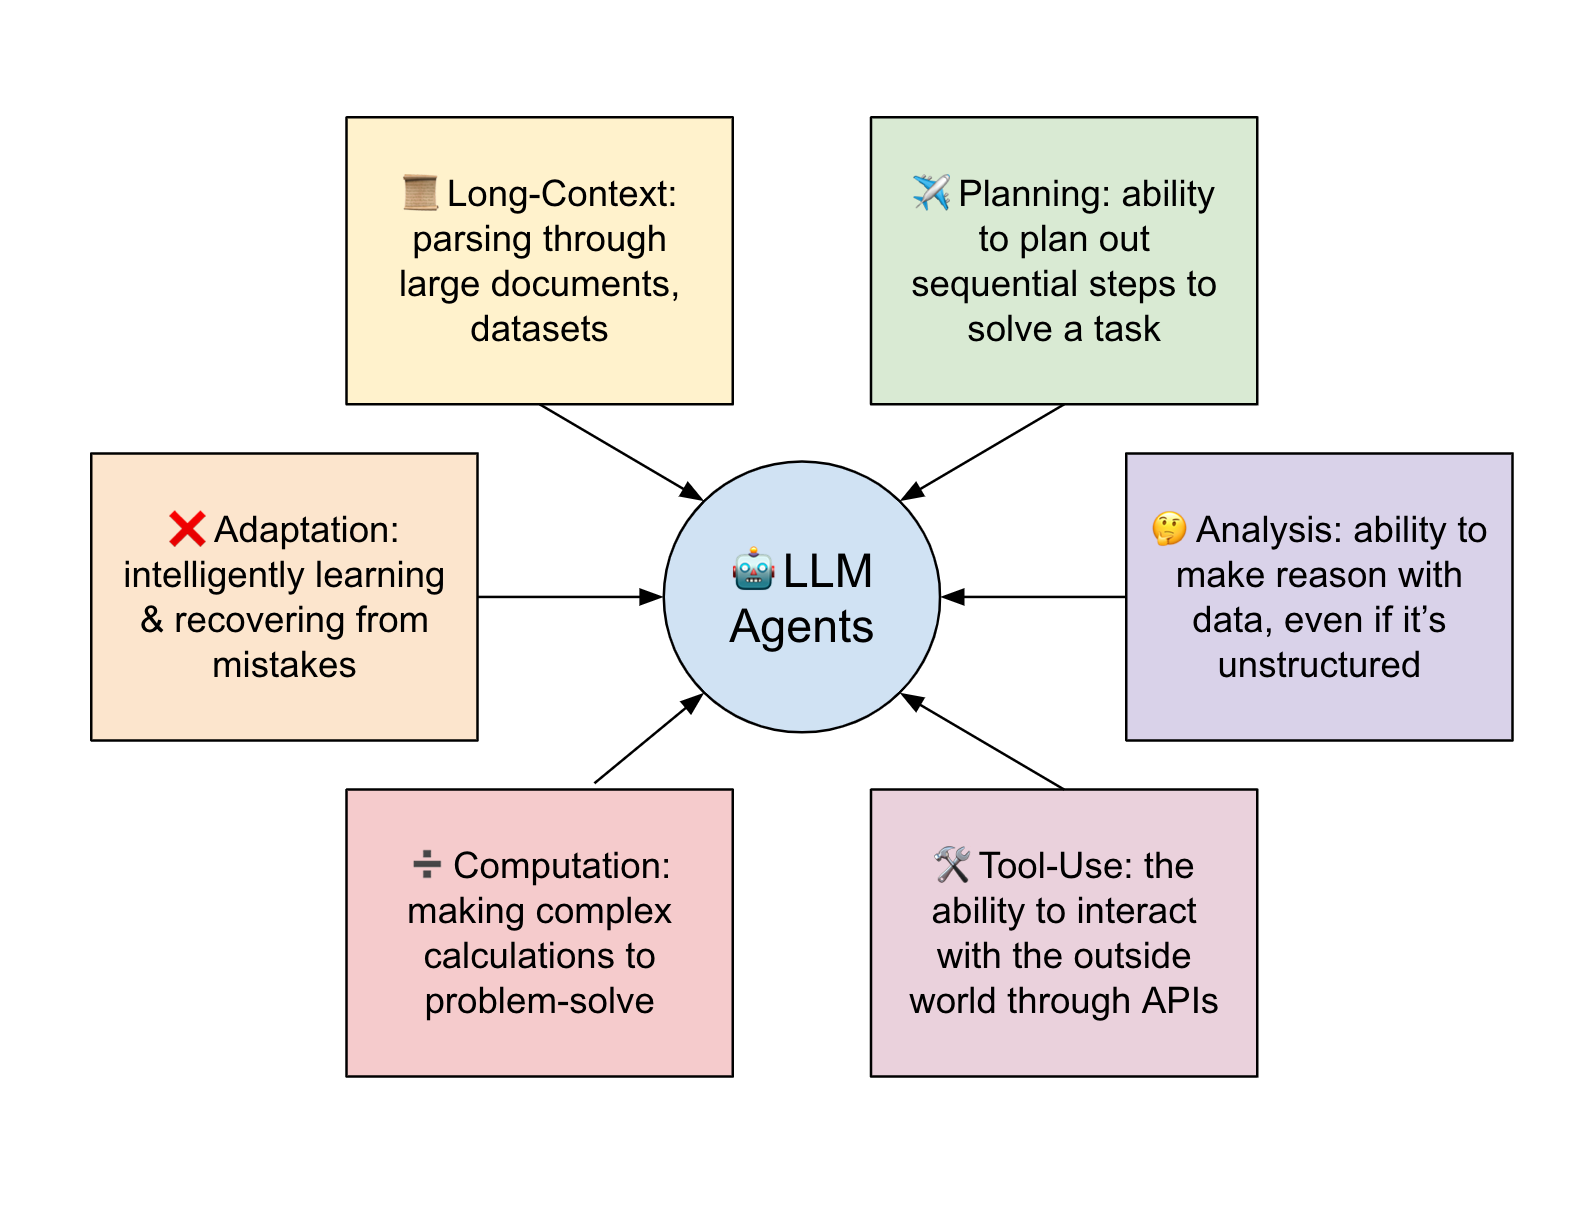 📜 Long-Context:
parsing through
large documents,
datasets
✈️ Planning: ability
to plan out
sequential steps to
solve a task
❌ Adaptation:
intelligently learning
& recovering from
mistakes
🤖 LLM
Agents
🤔 Analysis: ability to
make reason with
data, even if it’s
unstructured
➗ Computation:
making complex
calculations to
problem-solve
🛠️ Tool-Use: the
ability to interact
with the outside
world through APIs